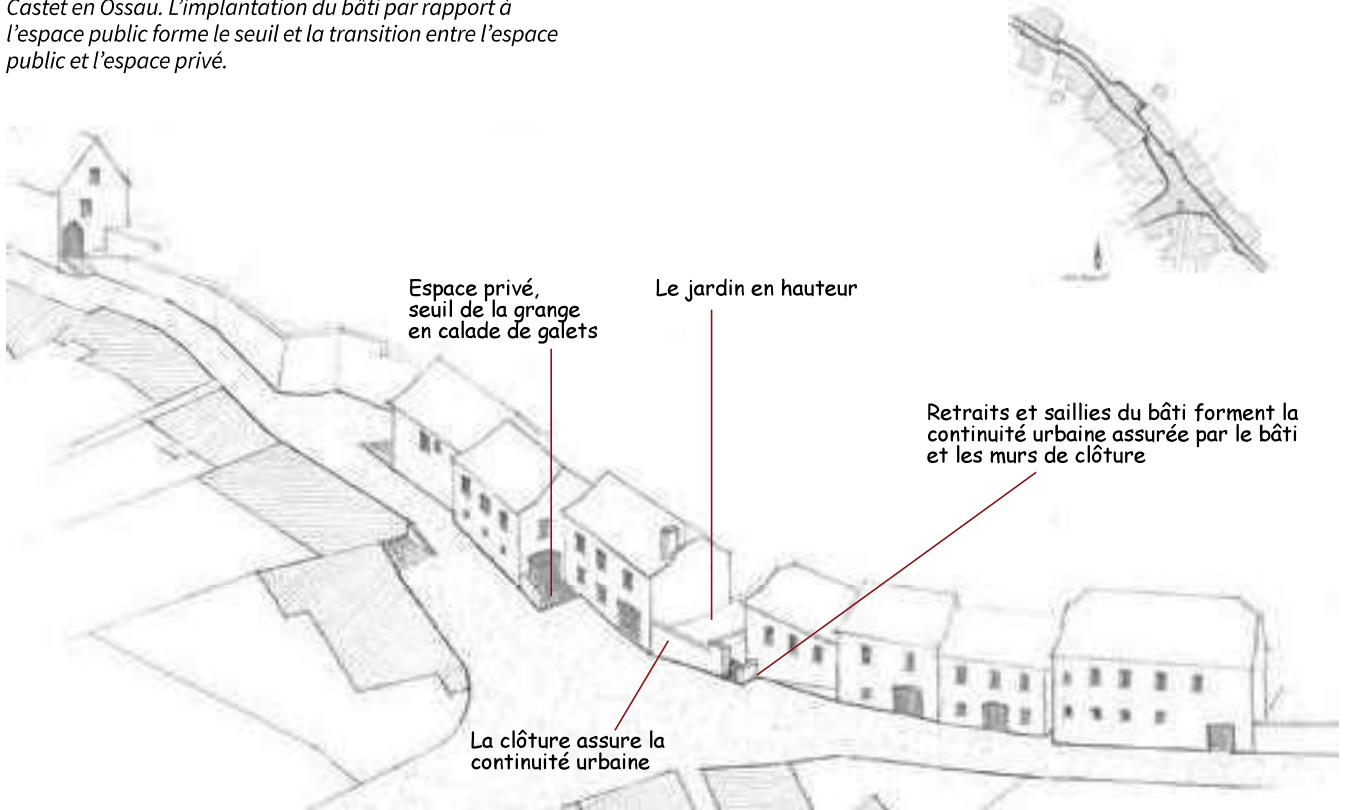 Castet en Ossau. L’implantation du bâti par rapport à
l’espace public forme le seuil et la transition entre l’espace
public et l’espace privé.
Espace privé,
seuil de la grange
en calade de galets
Le jardin en hauteur
Retraits et saillies du bâti forment la
continuité urbaine assurée par le bâti
et les murs de clôture
La clôture assure la
continuité urbaine